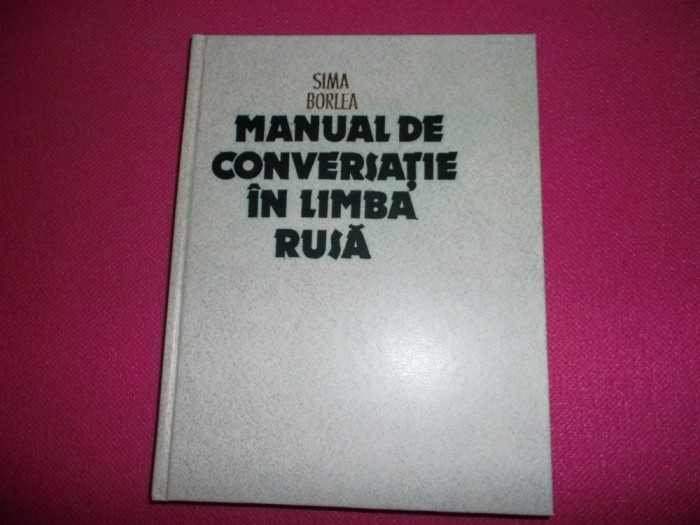 SIMA
BORLEA
MANUAL DE
CONVERSAȚIE
ÎN LIMBA
RUSĂ